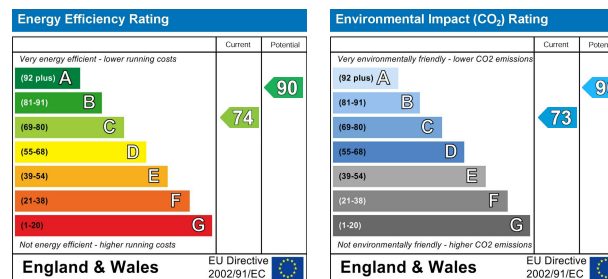 Energy Efficiency Rating
Current Potential
Very energy efficient - lower running costs
(92 plus) A
(81-91) B
(69-80) C
(55-68) D
(39-54) E
(21-38) F
(1-20) G
90
74
Not energy efficient - higher running costs
England & Wales
EU Directive
2002/91/EC
Environmental Impact (CO2) Rating
Current
Very environmentally friendly - lower CO2 emissions
(92 plus) A
(81-91) B
(69-80) C
(55-68) D
(39-54) E
(21-38) F
(1-20) G
73
Not environmentally friendly - higher CO2 emissions
England & Wales
EU Directive
2002/91/EC